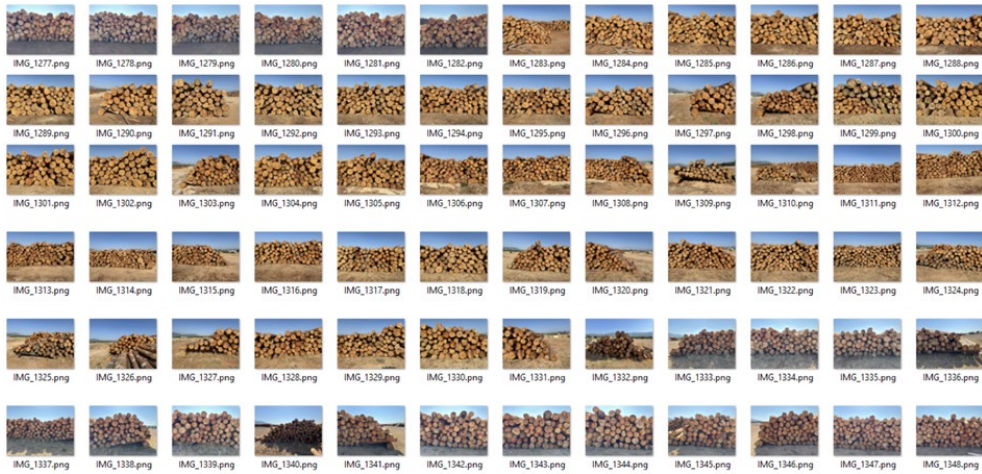 IMG_1277.png IMG_1278.png IMG_1279.png IMG_1280.png IMG_1281.png IMG_1282.png IMG_1283.png IMG_1284.png IMG_1285.png IMG_1286.png IMG_1287.png IMG_1288.png
IMG_1289.png IMG_1290.png IMG_1291.png IMG_1292.png IMG_1293.png IMG_1294.png IMG_1295.png IMG_1296.png IMG_1297.png IMG_1298.png IMG_1299.png IMG_1300.png
IMG_1301.png IMG_1302.png IMG_1303.png IMG_1304.png IMG_1305.png IMG_1306.png IMG_1307.png IMG_1308.png IMG_1309.png IMG_1310.png IMG_1311.png IMG_1312.png
IMG_1313.png IMG_1314.png IMG_1315.png IMG_1316.png IMG_1317.png IMG_1318.png IMG_1319.png IMG_1320.png IMG_1321.png IMG_1322.png IMG_1323.png IMG_1324.png
IMG_1325.png IMG_1326.png IMG_1327.png IMG_1328.png IMG_1329.png IMG_1330.png IMG_1331.png IMG_1332.png IMG_1333.png IMG_1334.png IMG_1335.png IMG_1336.png
IMG_1337.png IMG_1338.png IMG_1339.png IMG_1340.png IMG_1341.png IMG_1342.png IMG_1343.png IMG_1344.png IMG_1345.png IMG_1346.png IMG_1347.png IMG_1348.png